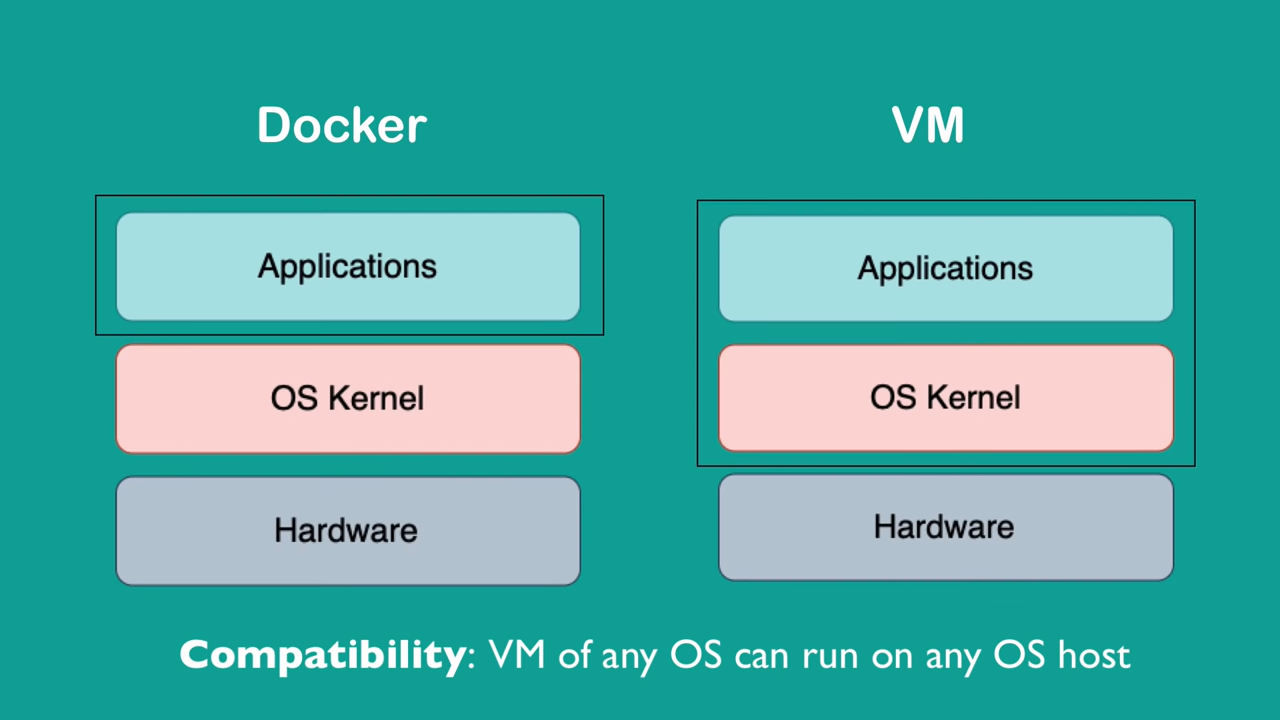 Docker
VM
Applications
Applications
OS Kernel
OS Kernel
Hardware
Hardware
Compatibility: VM of any OS can run on any OS host